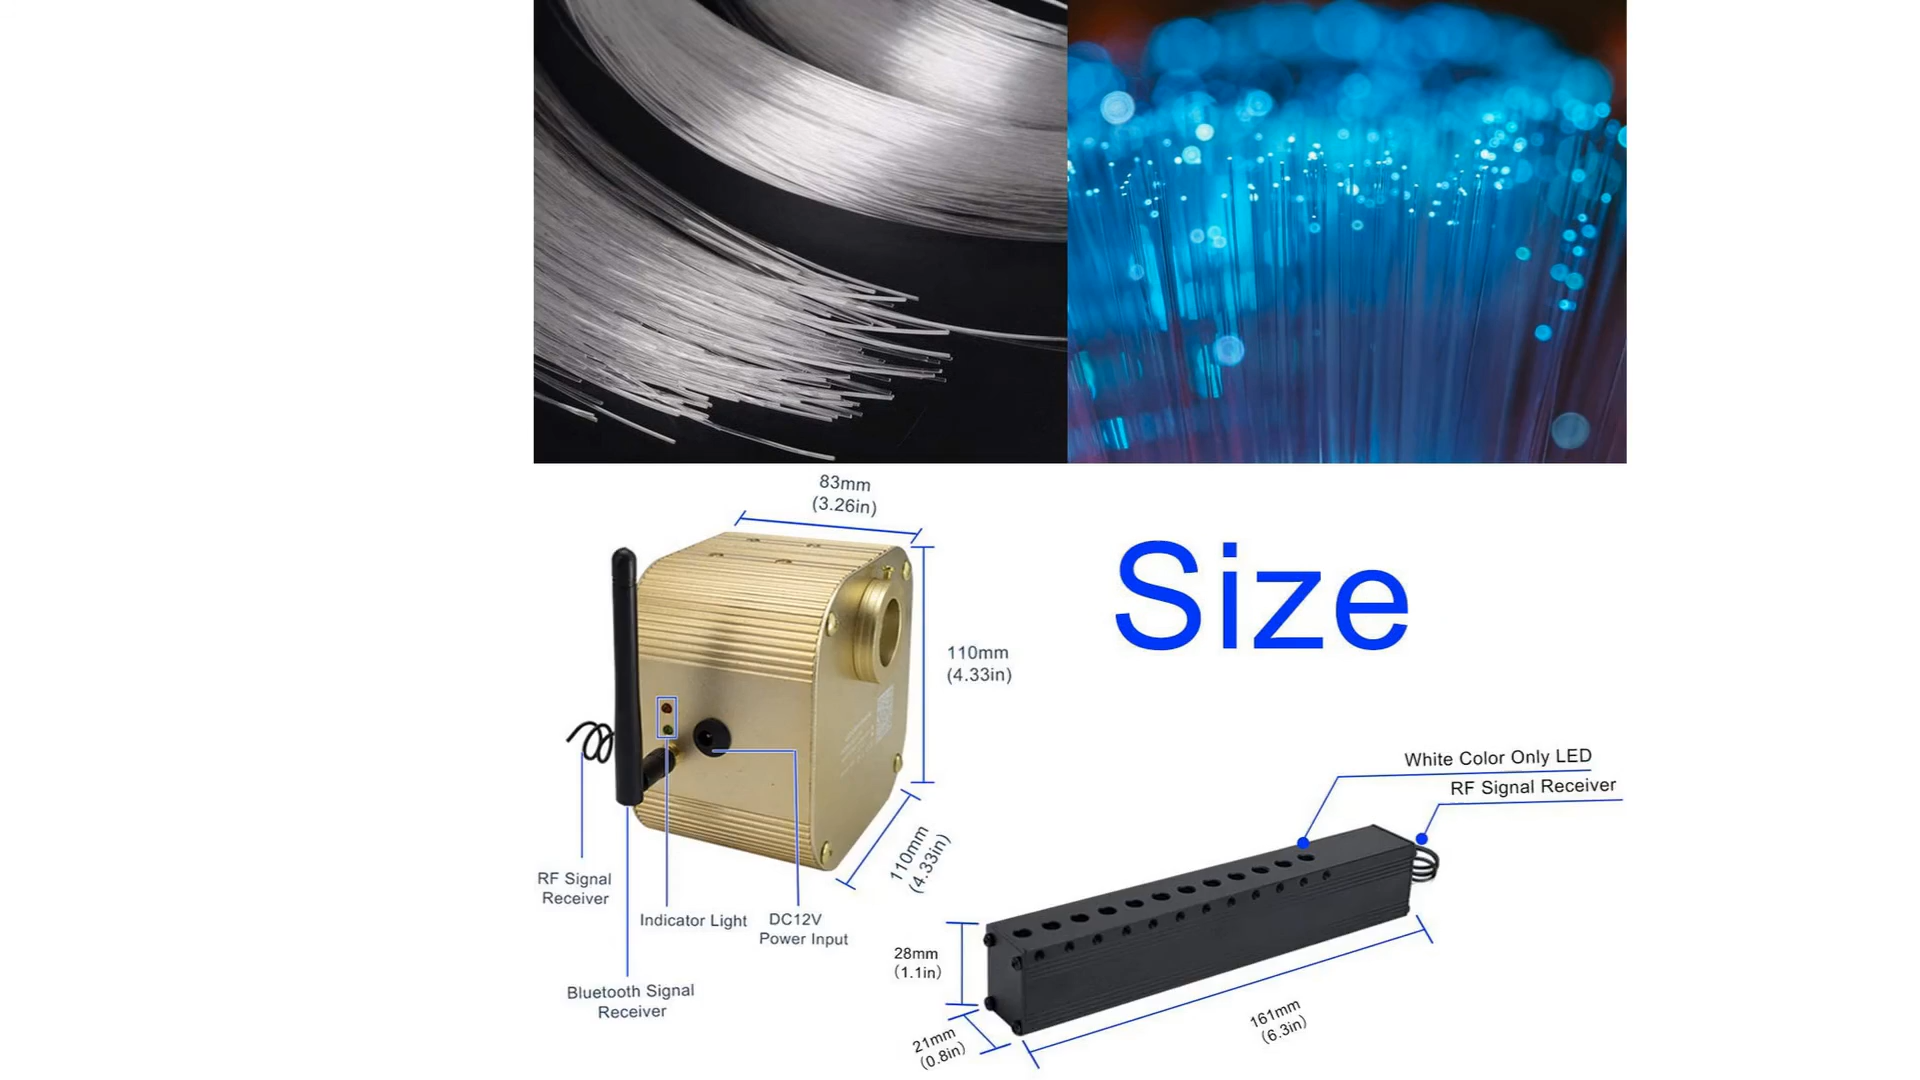 83mm
(3.26in)
Size
110mm
(4.33in)
White Color Only LED
RF Signal Receiver
110mm
(4.33in)
RF Signal
Receiver
Indicator Light
DC12V
Power Input
28mm
(1.1in)
Bluetooth Signal
Receiver
161mm
(6.3in)
21mm
(0.8in)